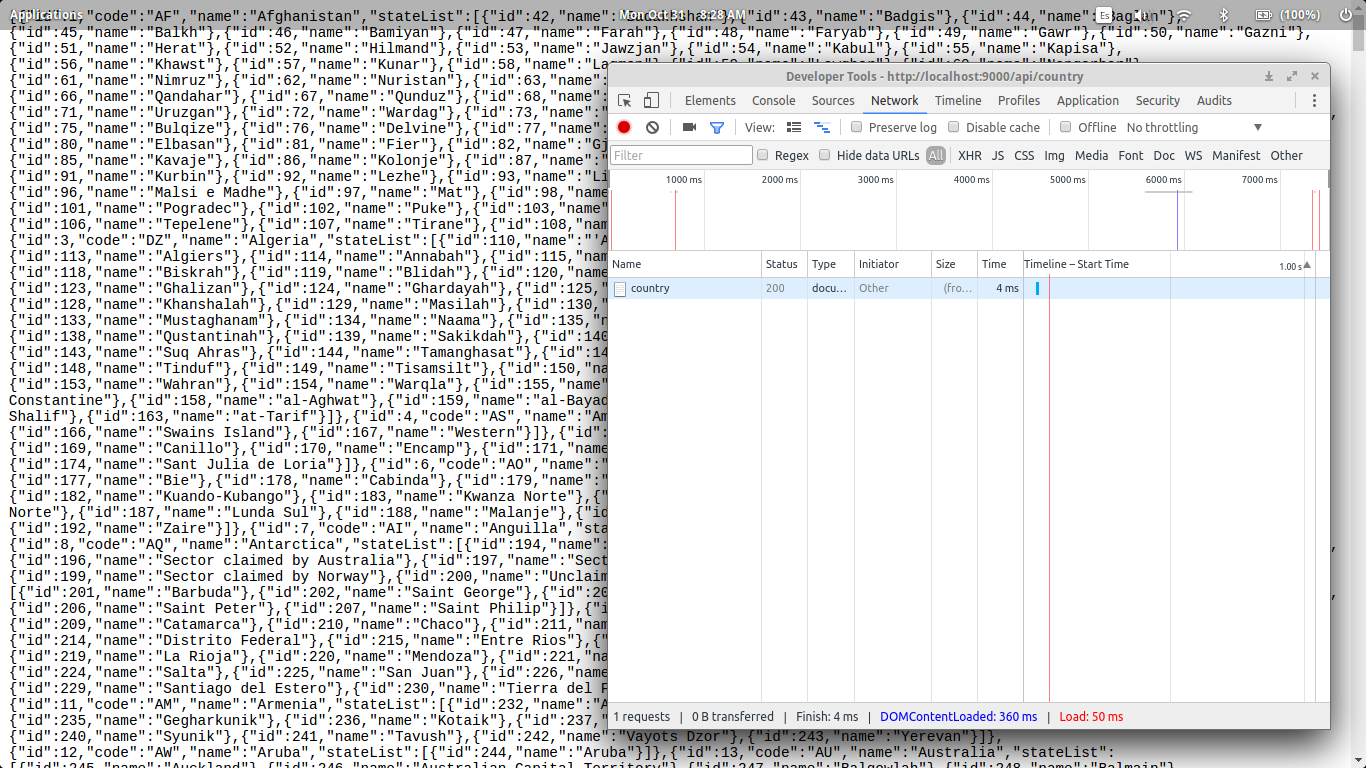 Applications
Mon Oct 31 8:28 AM
Es
(100%)
"code":"AF","name":"Afghanistan","stateList":[{"id":42,"name":
{"id":43,"name":"Badgis"},{"id":44,"name":
{"id":45,"name":"Balkh"},{"id":46,"name":"Bamiyan"},{"id":47,"name":"Farah"},{"id":48,"name":"Faryab"},{"id":49,"name":"Gawr"},{"id":50,"name":"Gazni"},
{"id":51,"name":"Herat"},{"id":52,"name":"Hilmand"},{"id":53,"name":"Jawzjan"},{"id":54,"name":"Kabul"},{"id":55,"name":"Kapisa"},
{"id":56,"name":"Khawst"},{"id":57,"name":"Kunar"},{"id":58,"name":
{"id":61,"name":"Nimruz"},{"id":62,"name":"Nuristan"},{"id":63,"name":
{"id":66,"name":"Qandahar"},{"id":67,"name":"Qunduz"},{"id":68,"name":
{"id":71,"name":"Uruzgan"},{"id":72,"name":"Wardag"},{"id":73,"name":
{"id":75,"name":"Bulqize"},{"id":76,"name":"Delvine"},{"id":77,"name":
{"id":80,"name":"Elbasan"},{"id":81,"name":"Fier"},{"id":82,"name":"Gj
{"id":85,"name":"Kavaje"},{"id":86,"name":"Kolonje"},{"id":87,"name":"
{"id":91,"name":"Kurbin"},{"id":92,"name":"Lezhe"},{"id":93,"name":"Li
{"id":96,"name":"Malsi e Madhe"},{"id":97,"name":"Mat"},{"id":98,"name
{"id":101,"name":"Pogradec"},{"id":102,"name":"Puke"},{"id":103,"name"
{"id":106,"name":"Tepelene"},{"id":107,"name":"Tirane"},{"id":108,"name
{"id":3,"code":"DZ","name":"Algeria","stateList":[{"id":110,"name":"'A
{"id":113,"name":"Algiers"},{"id":114,"name":"Annabah"},{"id":115,"nam
{"id":118,"name":"Biskrah"},{"id":119,"name":"Blidah"},{"id":120,"name
{"id":123,"name":"Ghalizan"},{"id":124,"name":"Ghardayah"},{"id":125,"
{"id":128,"name":"Khanshalah"},{"id":129,"name":"Masilah"},{"id":130,
{"id":133,"name":"Mustaghanam"},{"id":134,"name":"Naama"},{"id":135,"n
{"id":138,"name":"Qustantinah"},{"id":139,"name":"Sakikdah"},{"id":140
{"id":143,"name":"Suq Ahras"},{"id":144,"name":"Tamanghasat"},{"id":14
{"id":148,"name":"Tinduf"},{"id":149,"name":"Tisamsilt"},{"id":150,"na
{"id":153,"name":"Wahran"},{"id":154,"name":"Warqla"},{"id":155,"name"
Constantine"},{"id":158,"name":"al-Aghwat"},{"id":159,"name":"al-Bayad
Shalif"},{"id":163,"name":"at-Tarif"}]},{"id":4,"code":"AS","name":"Am
{"id":166,"name":"Swains Island"},{"id":167,"name":"Western"}]},{"id":
{"id":169,"name":"Canillo"},{"id":170,"name":"Encamp"},{"id":171,"name
{"id":174,"name":"Sant Julia de Loria"}]},{"id":6,"code":"AO","name":"
{"id":177,"name":"Bie"},{"id":178,"name":"Cabinda"},{"id":179,"name":"
{"id":182,"name":"Kuando-Kubango"},{"id":183,"name":"Kwanza Norte"},{"
Norte"},{"id":187,"name":"Lunda Sul"},{"id":188,"name":"Malanje"},{"id
{"id":192,"name":"Zaire"}]},{"id":7,"code":"AI","name":"Anguilla","sta
{"id":8,"code":"AQ","name":"Antarctica","stateList":[{"id":194,"name":
{"id":196,"name":"Sector claimed by Australia"},{"id":197,"name":"Sect
{"id":199,"name":"Sector claimed by Norway"},{"id":200,"name":"Unclaim
[{"id":201,"name":"Barbuda"},{"id":202,"name":"Saint George"},{"id":20
{"id":206,"name":"Saint Peter"},{"id":207,"name":"Saint Philip"}]},{"i
{"id":209,"name":"Catamarca"},{"id":210,"name":"Chaco"},{"id":211,"nam
{"id":214,"name":"Distrito Federal"},{"id":215,"name":"Entre Rios"},{"
{"id":219,"name":"La Rioja"},{"id":220,"name":"Mendoza"},{"id":221,"na
{"id":224,"name":"Salta"},{"id":225,"name":"San Juan"},{"id":226,"name
{"id":229,"name":"Santiago del Estero"},{"id":230,"name":"Tierra del F
{"id":11,"code":"AM","name":"Armenia","stateList":[{"id":232,"name":"A
{"id":235,"name":"Gegharkunik"},{"id":236,"name":"Kotaik"},{"id":237,"
{"id":240,"name":"Syunik"},{"id":241,"name":"Tavush"},{"id":242,"name":"Vayots Dzor"},{"id":243,"name":"Yerevan"}]},
{"id":12,"code":"AW","name":"Aruba","stateList":[{"id":244,"name":"Aruba"}]},{"id":13,"code":"AU","name":"Australia","stateList":
[{"id":245,"name":"Auckland"},{"id":246,"name":"Australian Capital Territory"},{"id":247,"name":"Balgowlah"},{"id":248,"name":"Balmain"},
Developer Tools - http://localhost:9000/api/country
Elements Console Sources Network Timeline Profiles Application Security Audits
View: Preserve log Disable cache Offline No throttling
Filter Regex Hide data URLs All XHR JS CSS Img Media Font Doc WS Manifest Other
1000 ms 2000 ms 3000 ms 4000 ms 5000 ms 6000 ms 7000 ms
Name Status Type Initiator Size Time Timeline – Start Time 1.00 s
country 200 docu… Other (fro… 4 ms
1 requests | 0 B transferred | Finish: 4 ms | DOMContentLoaded: 360 ms | Load: 50 ms